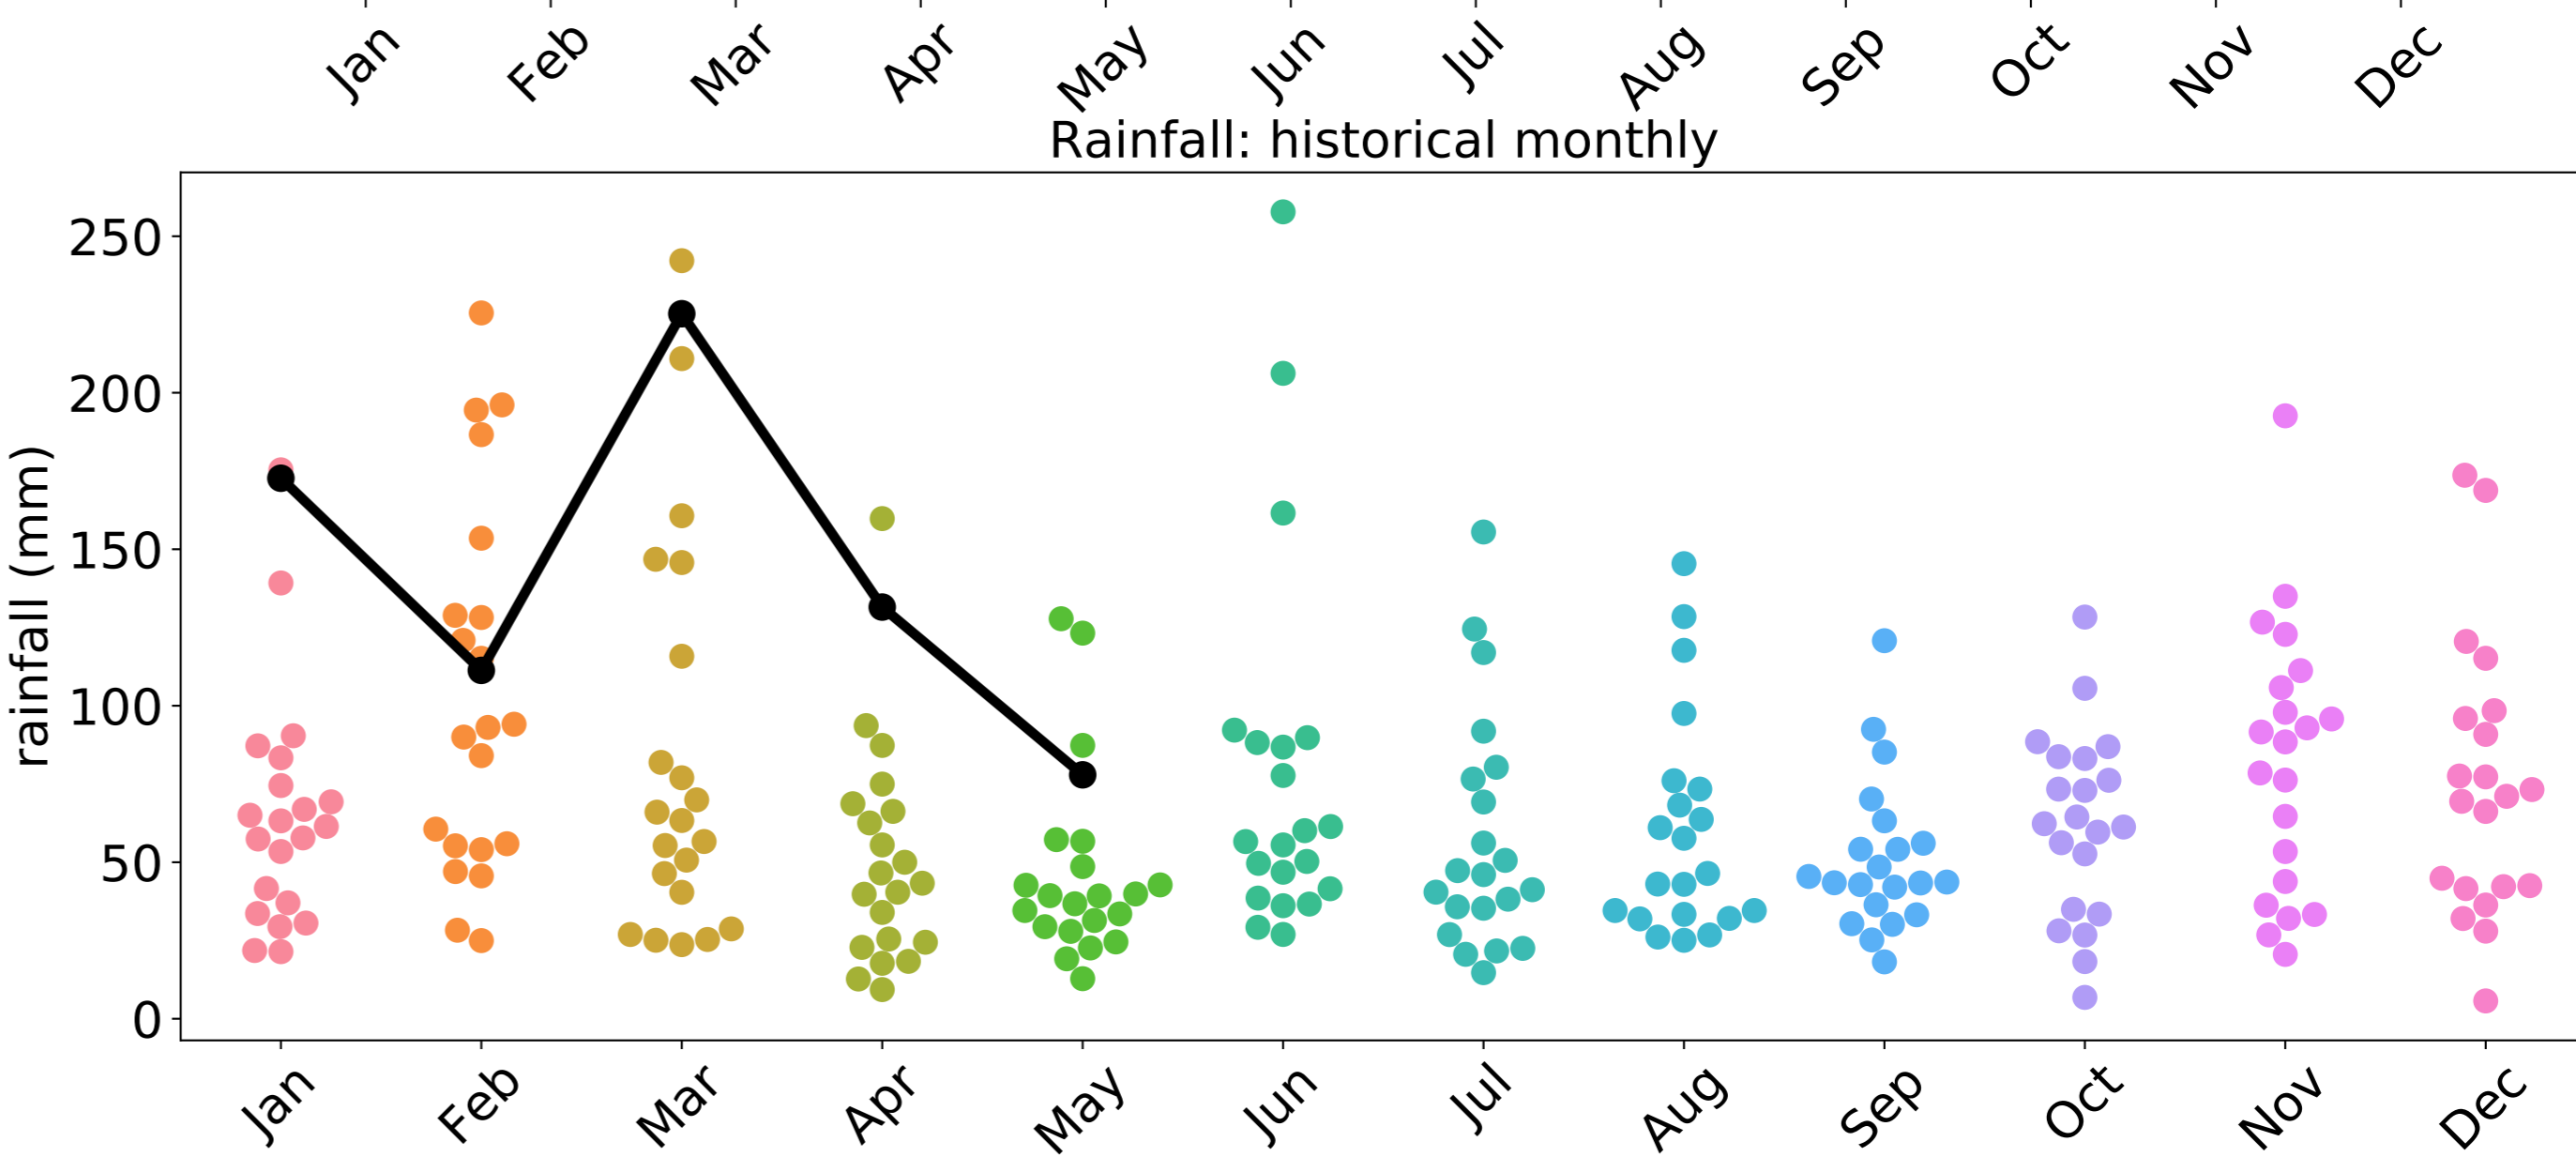 Jan Feb Mar Apr May Jun Jul Aug Sep Oct Nov Dec
Rainfall: historical monthly
rainfall (mm)
250
200
150
100
50
0
Jan Feb Mar Apr May Jun Jul Aug Sep Oct Nov Dec